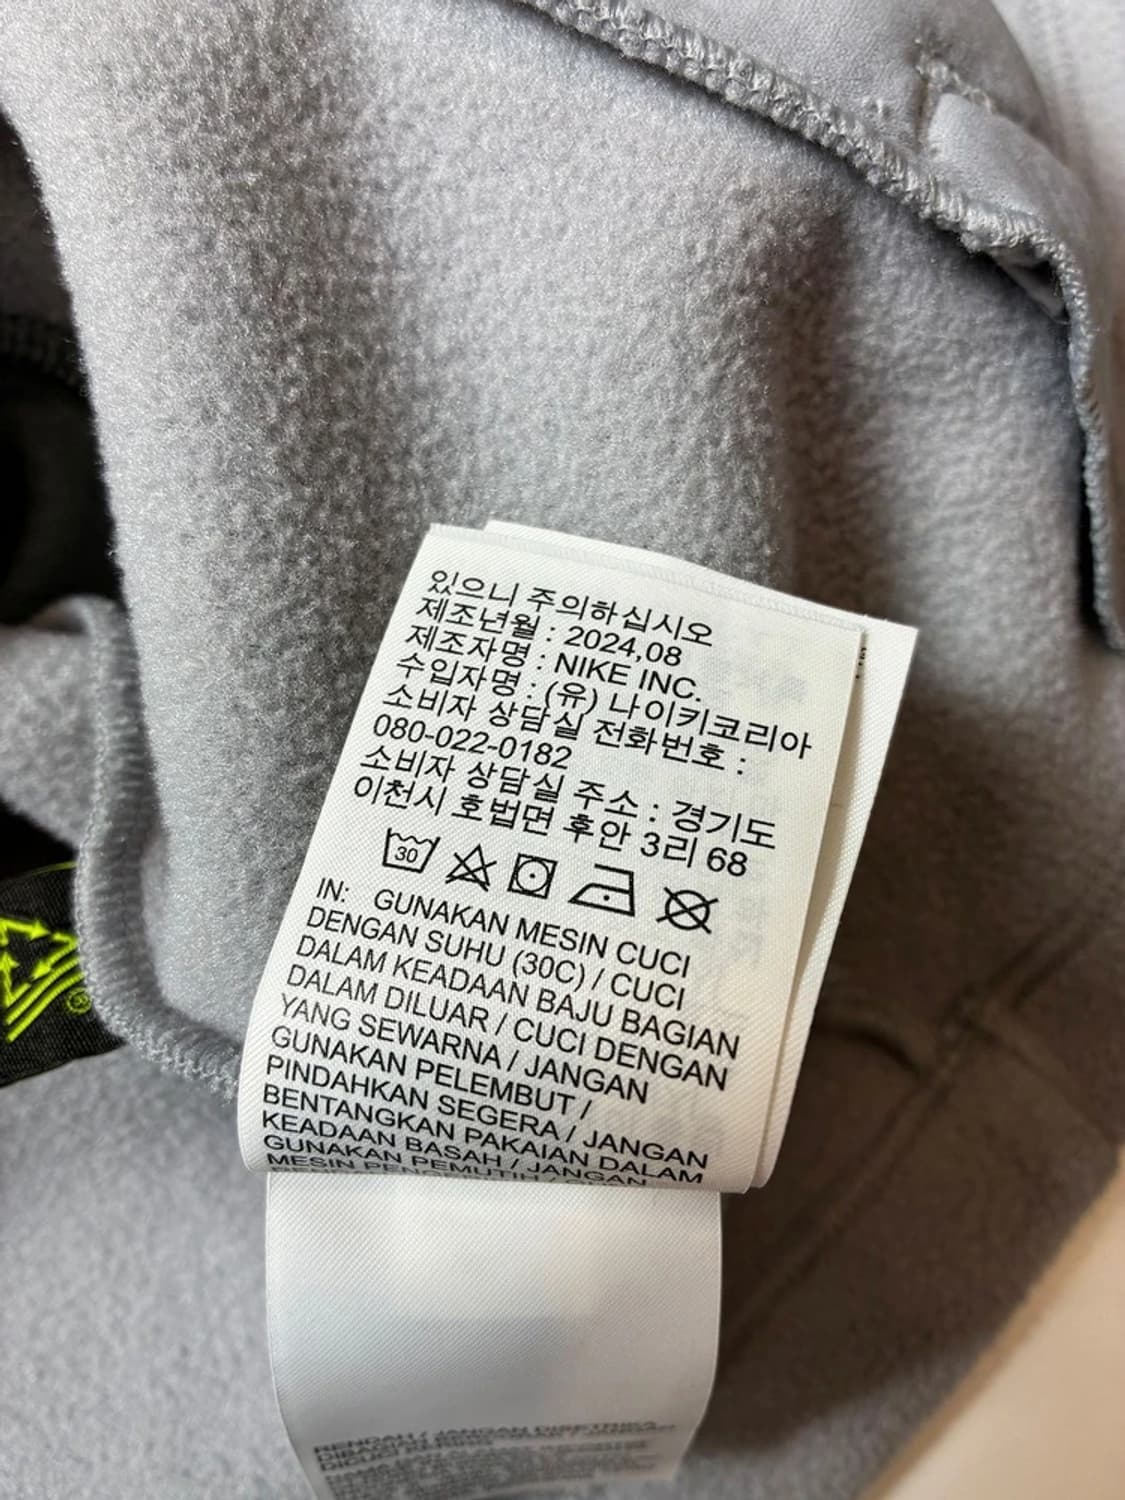 있으니 주의하십시오
제조년월 : 2024,08
제조자명 : NIKE INC.
수입자명 : (유) 나이키코리아
소비자 상담실 전화번호 :
080-022-0182
소비자 상담실 주소 : 경기도
이천시 호법면 후안 3리 68
30
IN: GUNAKAN MESIN CUCI
DENGAN SUHU (30C) / CUCI
DALAM KEADAAN BAJU BAGIAN
DALAM DILUAR / CUCI DENGAN
YANG SEWARNA / JANGAN
GUNAKAN PELEMBUT /
PINDAHKAN SEGERA / JANGAN
BENTANGKAN PAKAIAN DALAM
KEADAAN BASAH / JANGAN
GUNAKAN PEMUTIH /
MESIN
RENDAH / JANGAN DISETRIKA